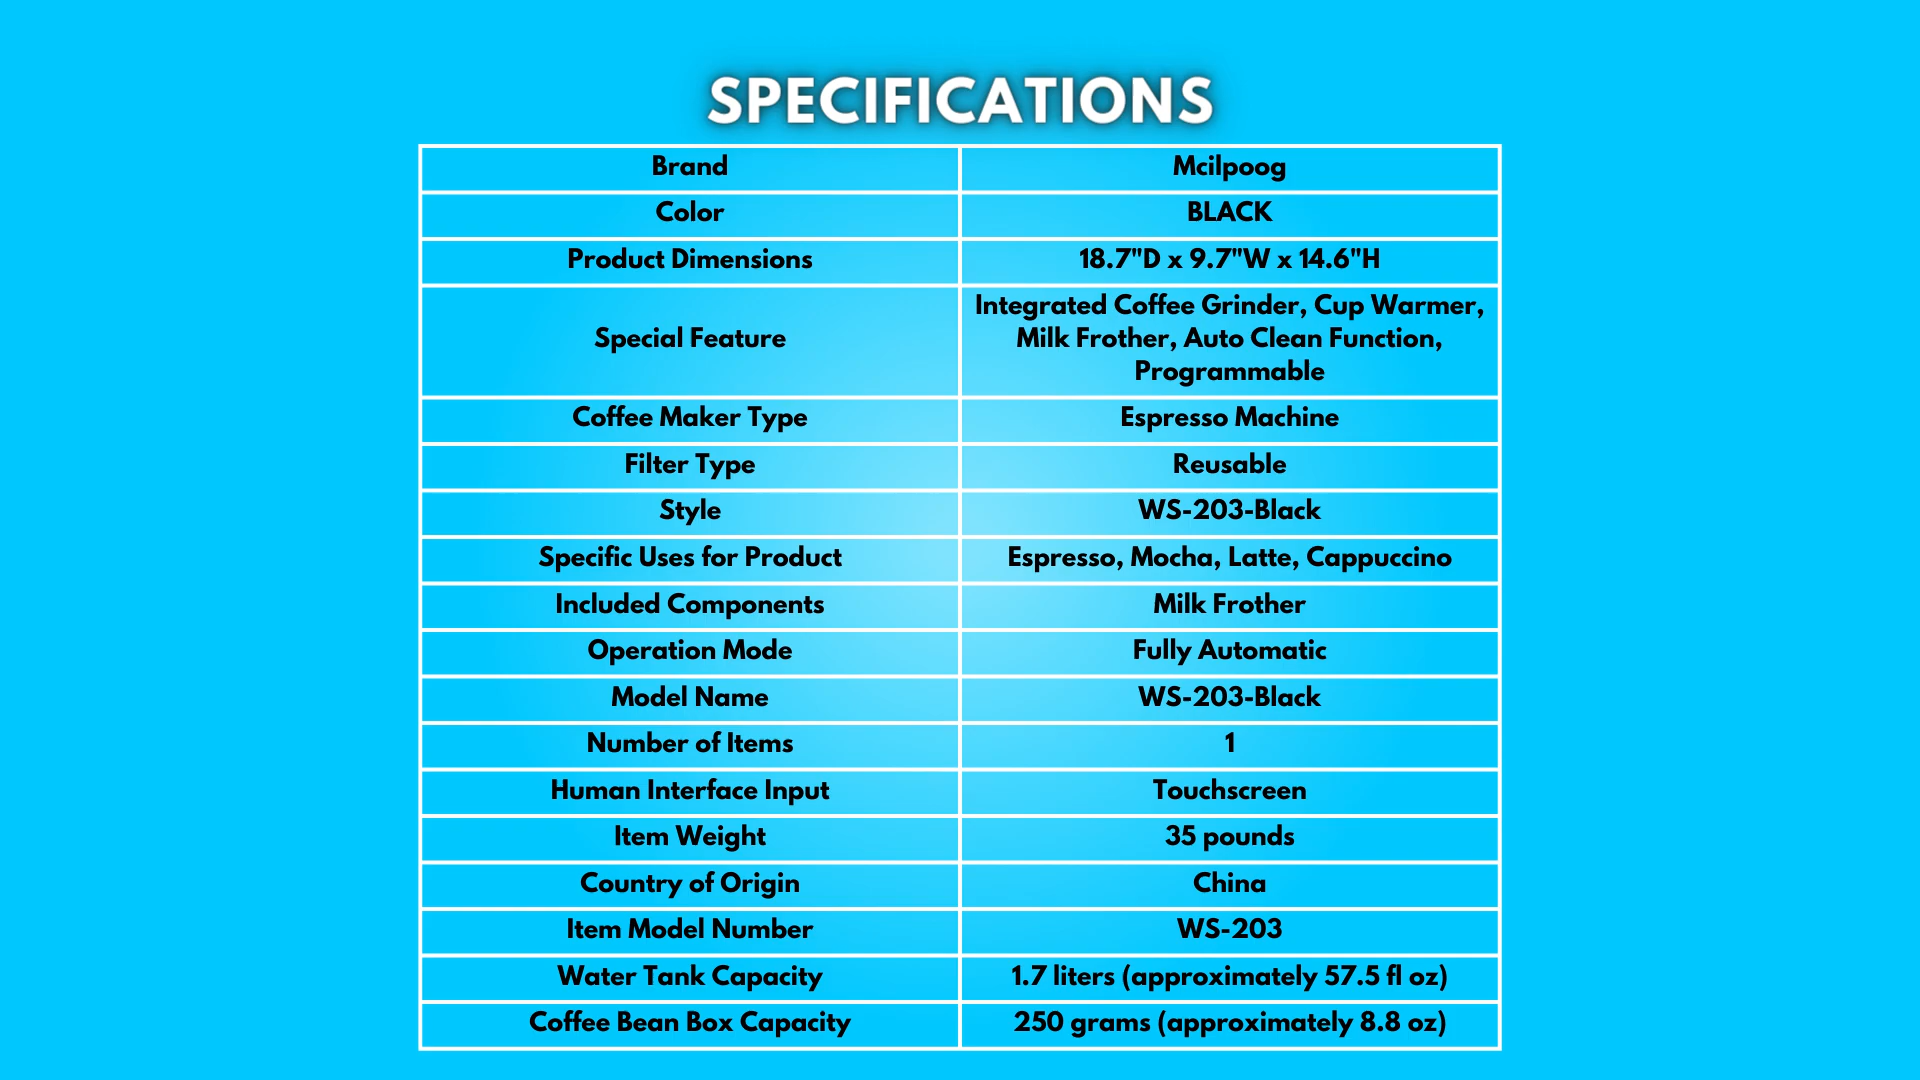 SPECIFICATIONS
Brand Mcilpoog
Color BLACK
Product Dimensions 18.7"D x 9.7"W x 14.6"H
Special Feature Integrated Coffee Grinder, Cup Warmer,
Milk Frother, Auto Clean Function,
Programmable
Coffee Maker Type Espresso Machine
Filter Type Reusable
Style WS-203-Black
Specific Uses for Product Espresso, Mocha, Latte, Cappuccino
Included Components Milk Frother
Operation Mode Fully Automatic
Model Name WS-203-Black
Number of Items 1
Human Interface Input Touchscreen
Item Weight 35 pounds
Country of Origin China
Item Model Number WS-203
Water Tank Capacity 1.7 liters (approximately 57.5 fl oz)
Coffee Bean Box Capacity 250 grams (approximately 8.8 oz)